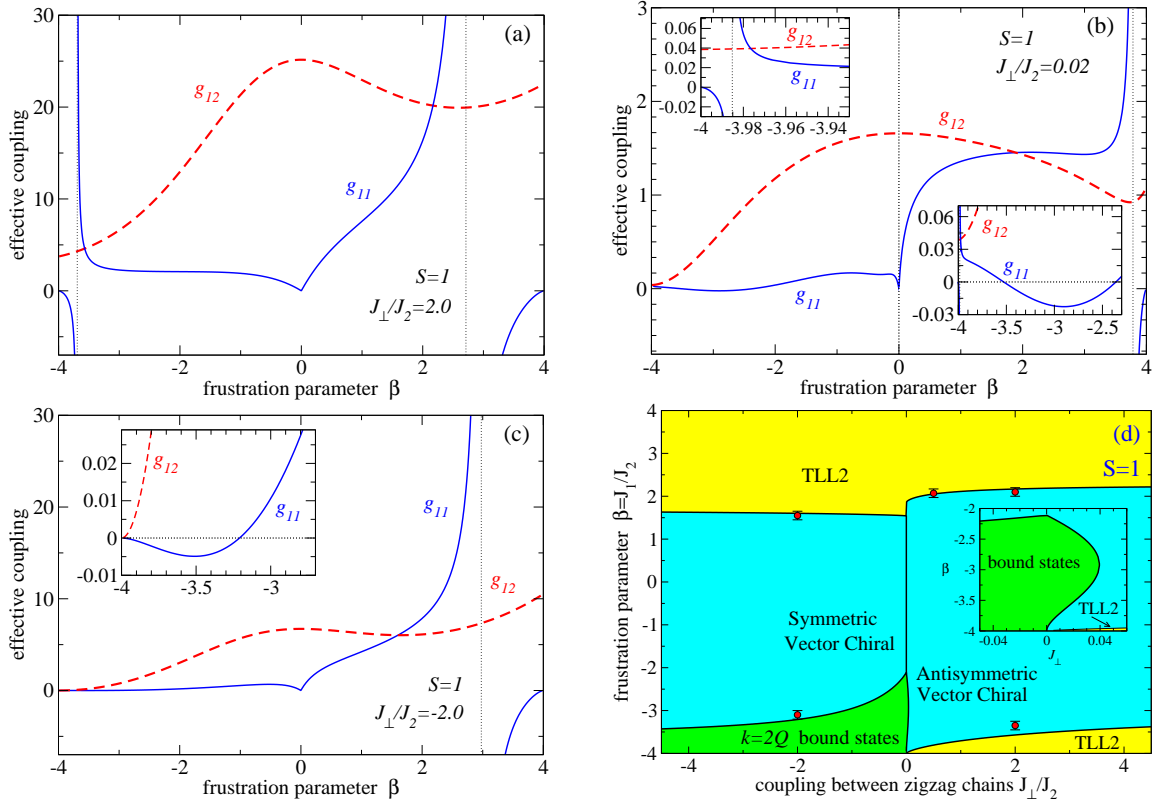 30
20
10
0
effective coupling
(a)
g12
g11
S=1
J⊥/J2=2.0
-4 -2 0 2 4
frustration parameter β
3
2
1
0
effective coupling
(b)
S=1
J⊥/J2=0.02
0.06
0.04
0.02
0
-0.02
g12
g11
-4 -3.98 -3.96 -3.94
g12
g11
0.06
0.03
0
-0.03
g12
g11
-4 -3.5 -3 -2.5
-4 -2 0 2 4
frustration parameter β
30
20
10
0
effective coupling
(c)
0.02
0.01
0
-0.01
g12
g11
-4 -3.5 -3
g11
g12
S=1
J⊥/J2=-2.0
-4 -2 0 2 4
frustration parameter β
4
3
2
1
0
-1
-2
-3
-4
frustration parameter β=J1/J2
(d)
S=1
TLL2
Symmetric
Vector Chiral
Antisymmetric
Vector Chiral
k=2Q bound states
TLL2
-2
-2.5
-3
-3.5
-4
β
bound states
TLL2
-0.04 0 0.04
J⊥
-4 -2 0 2 4
coupling between zigzag chains J⊥/J2